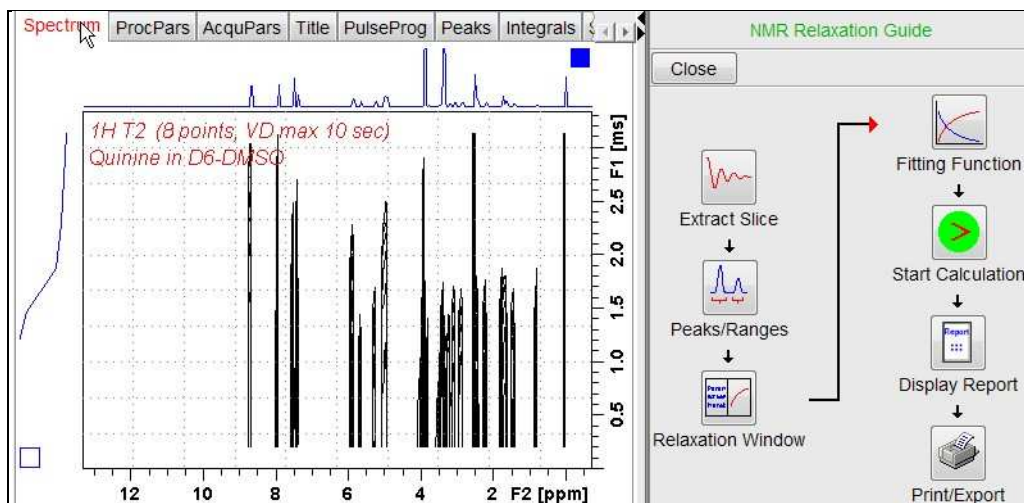 Spectrum ProcPars AcquPars Title PulseProg Peaks Integrals
1H T2 (8 points, VD max 10 sec)
Quinine in D6-DMSO
F1 [ms]
2.5
2.0
1.5
1.0
0.5
12 10 8 6 4 2 F2 [ppm]
NMR Relaxation Guide
Close
Extract Slice
Peaks/Ranges
Relaxation Window
Fitting Function
Start Calculation
Report
Display Report
Print/Export